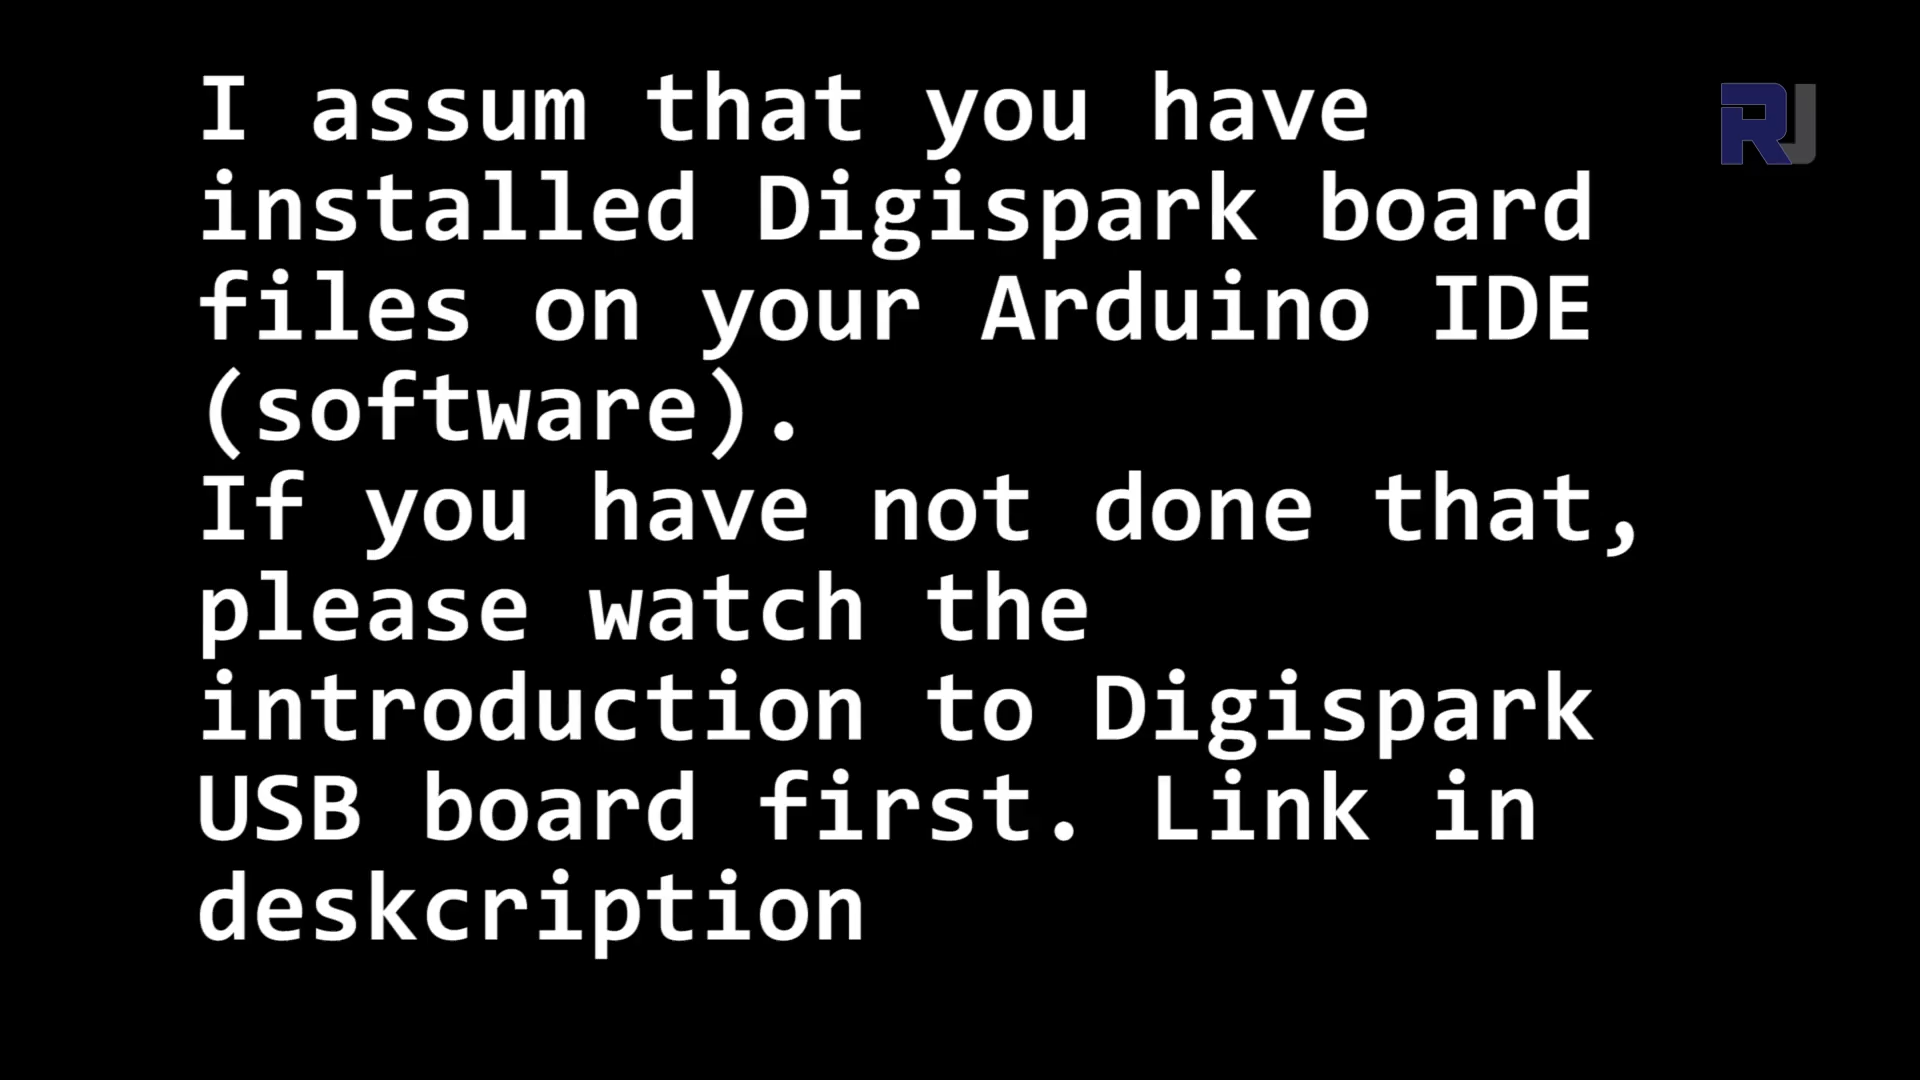 I assum that you have
installed Digispark board
files on your Arduino IDE
(software).
If you have not done that,
please watch the
introduction to Digispark
USB board first. Link in
deskcription
RJ